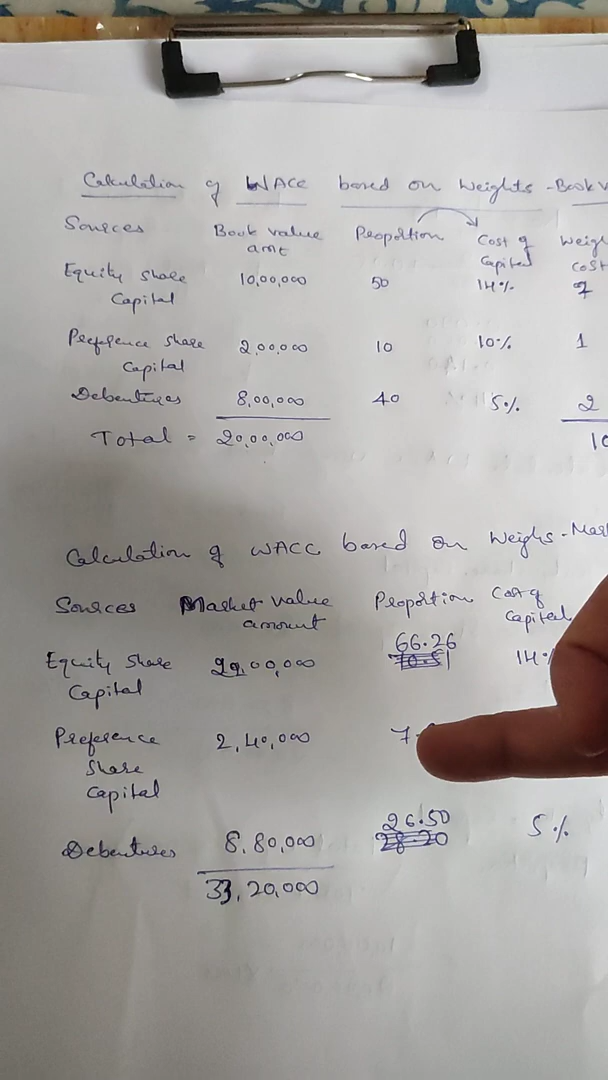 Calculation of WACC based on Weights - Book V
Sources Book value Proportion Cost of Weigh
amt Capital cost
Equity Share 10,00,000 50 14% 7
Capital
Preference Share 2,00,000 10 10% 1
Capital
Debentures 8,00,000 40 5% 2
Total = 20,00,000 10
Calculation of WACC based on Weighs - Mar
Sources Market value Proportion Cost of
amount Capital
66.26
Equity Share 22,00,000 14%
Capital
Preference 2,40,000 7.
Share
Capital
26.50
Debentures 8,80,000 5%
33,20,000